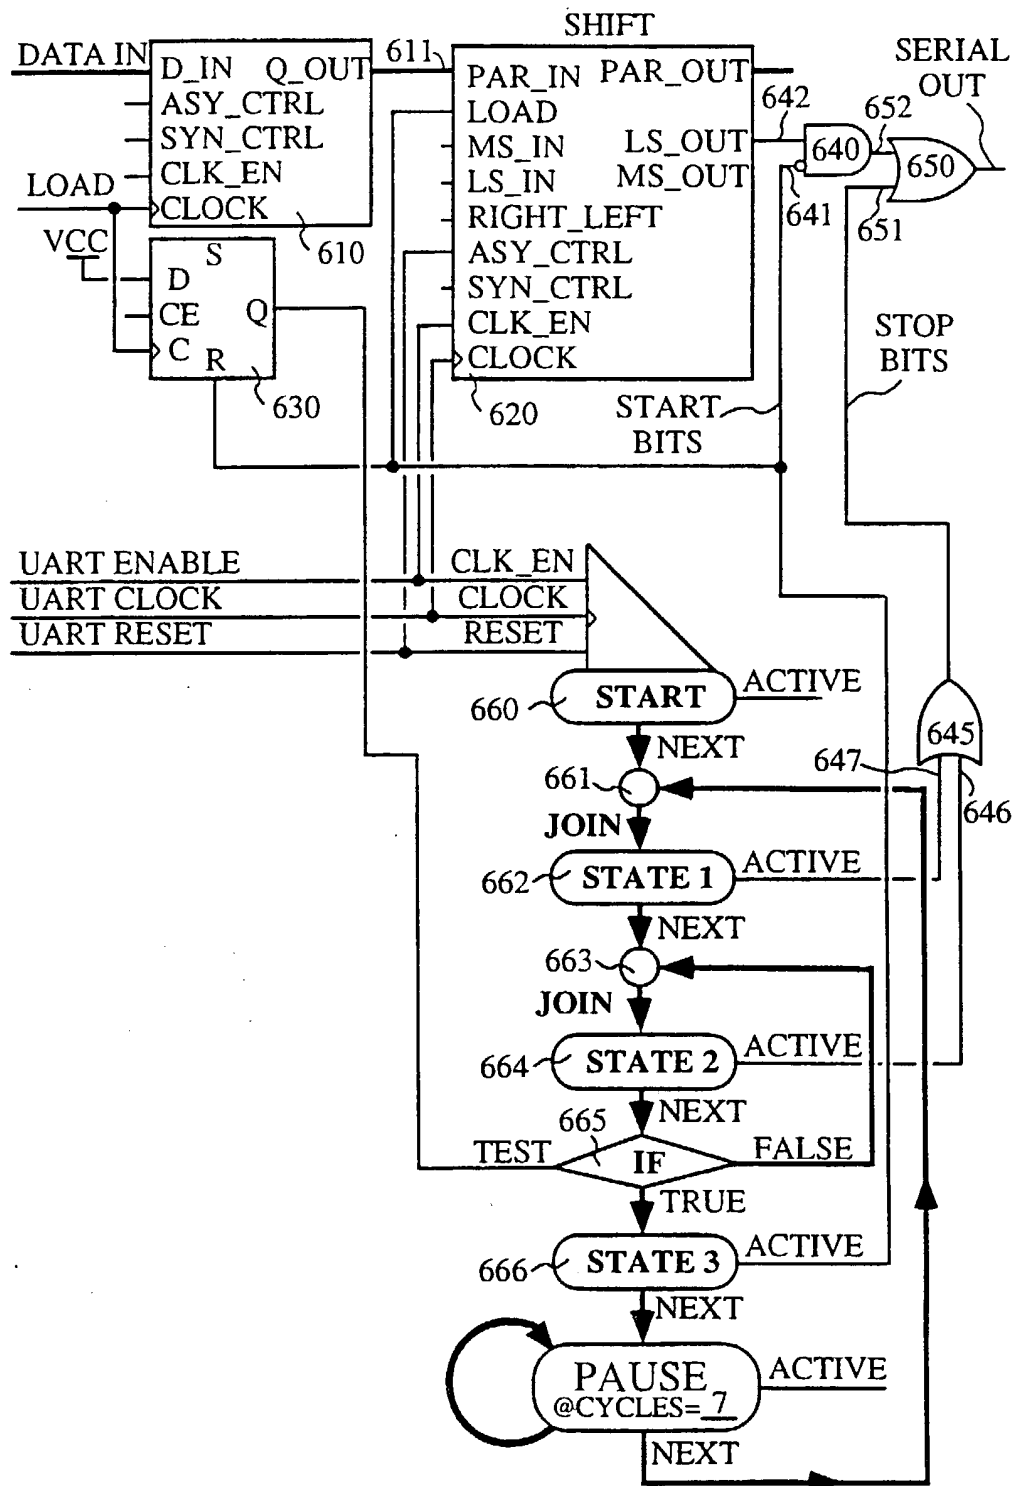 SHIFT
DATA IN
D_IN Q_OUT
ASY_CTRL
SYN_CTRL
CLK_EN
CLOCK
610
LOAD
VCC
S
D
CE
C
Q
R
630
611
PAR_IN PAR_OUT
LOAD
MS_IN LS_OUT
LS_IN MS_OUT
RIGHT_LEFT
ASY_CTRL
SYN_CTRL
CLK_EN
CLOCK
620
642
640
641
652
650
651
SERIAL
OUT
START
BITS
STOP
BITS
UART ENABLE
UART CLOCK
UART RESET
CLK_EN
CLOCK
RESET
660
START
ACTIVE
NEXT
661
JOIN
645
647
646
662
STATE 1
ACTIVE
NEXT
663
JOIN
664
STATE 2
ACTIVE
NEXT
665
TEST
IF
FALSE
TRUE
666
STATE 3
ACTIVE
NEXT
PAUSE
@CYCLES= 7
ACTIVE
NEXT